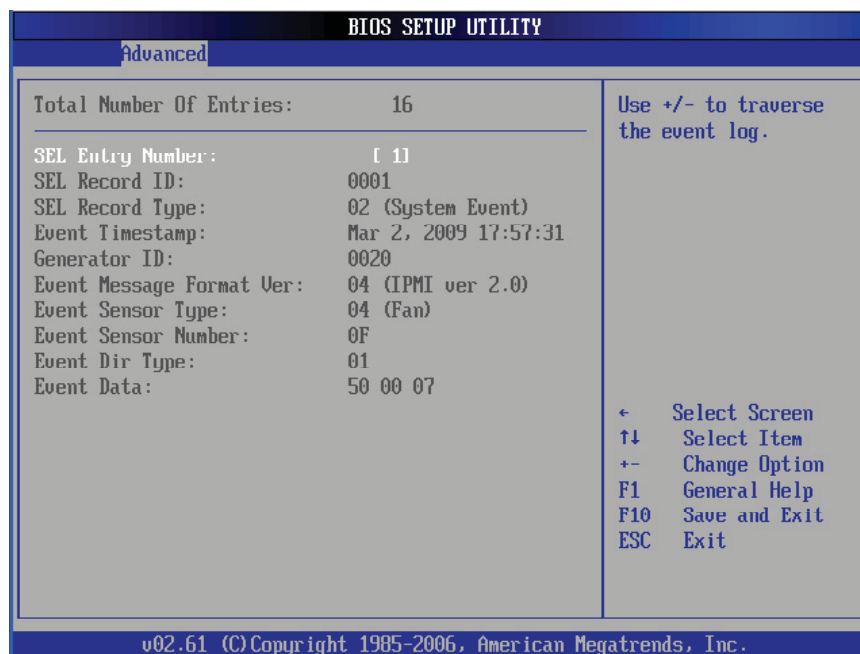 BIOS SETUP UTILITY
Advanced
Total Number Of Entries: 16
SEL Entry Number: [ 1]
SEL Record ID: 0001
SEL Record Type: 02 (System Event)
Event Timestamp: Mar 2, 2009 17:57:31
Generator ID: 0020
Event Message Format Ver: 04 (IPMI ver 2.0)
Event Sensor Type: 04 (Fan)
Event Sensor Number: 0F
Event Dir Type: 01
Event Data: 50 00 07
Use +/- to traverse
the event log.
← Select Screen
↑↓ Select Item
+- Change Option
F1 General Help
F10 Save and Exit
ESC Exit
v02.61 (C)Copyright 1985-2006, American Megatrends, Inc.